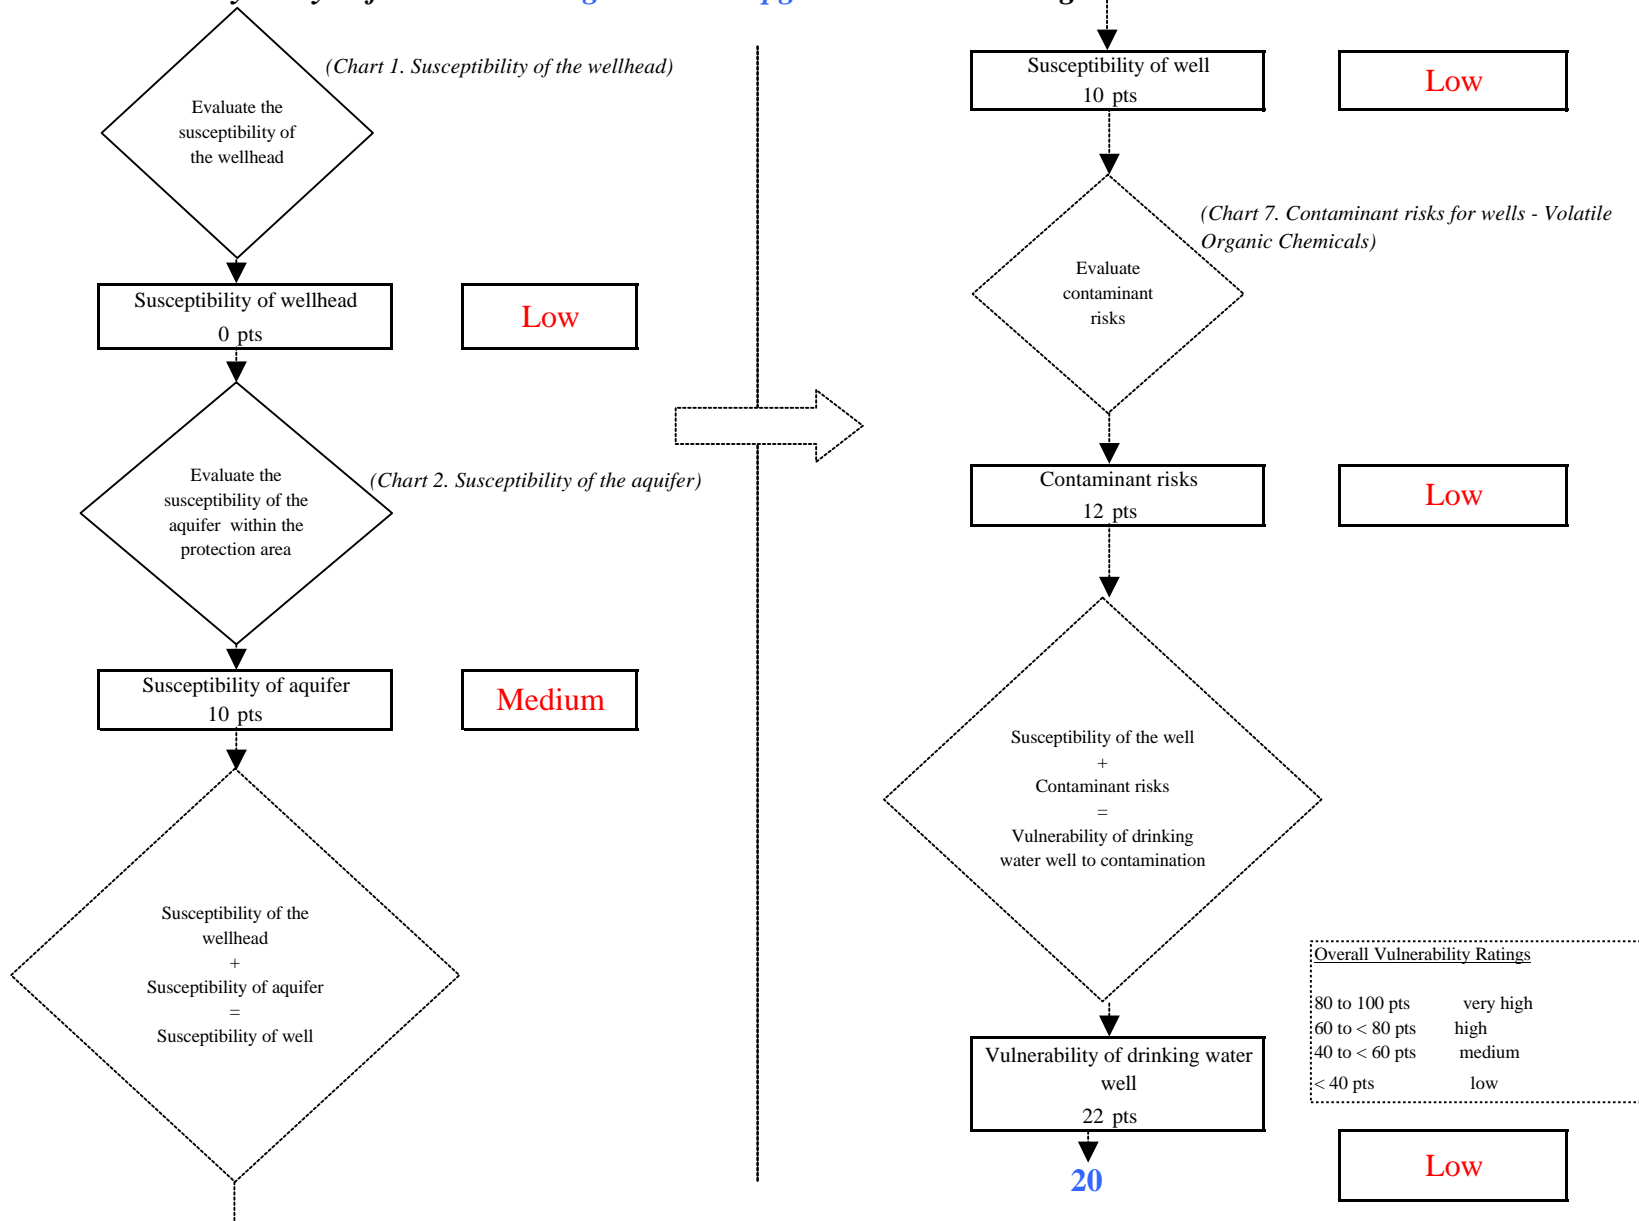 (Chart 1. Susceptibility of the wellhead)
Evaluate the
susceptibility of
the wellhead
Susceptibility of wellhead
0 pts
Low
Evaluate the
susceptibility of the
aquifer within the
protection area
(Chart 2. Susceptibility of the aquifer)
Susceptibility of aquifer
10 pts
Medium
Susceptibility of the
wellhead
+
Susceptibility of aquifer
=
Susceptibility of well
Susceptibility of well
10 pts
Low
(Chart 7. Contaminant risks for wells - Volatile
Organic Chemicals)
Evaluate
contaminant
risks
Contaminant risks
12 pts
Low
Susceptibility of the well
+
Contaminant risks
=
Vulnerability of drinking
water well to contamination
Overall Vulnerability Ratings
80 to 100 pts very high
60 to < 80 pts high
40 to < 60 pts medium
< 40 pts low
Vulnerability of drinking water
well
22 pts
20
Low